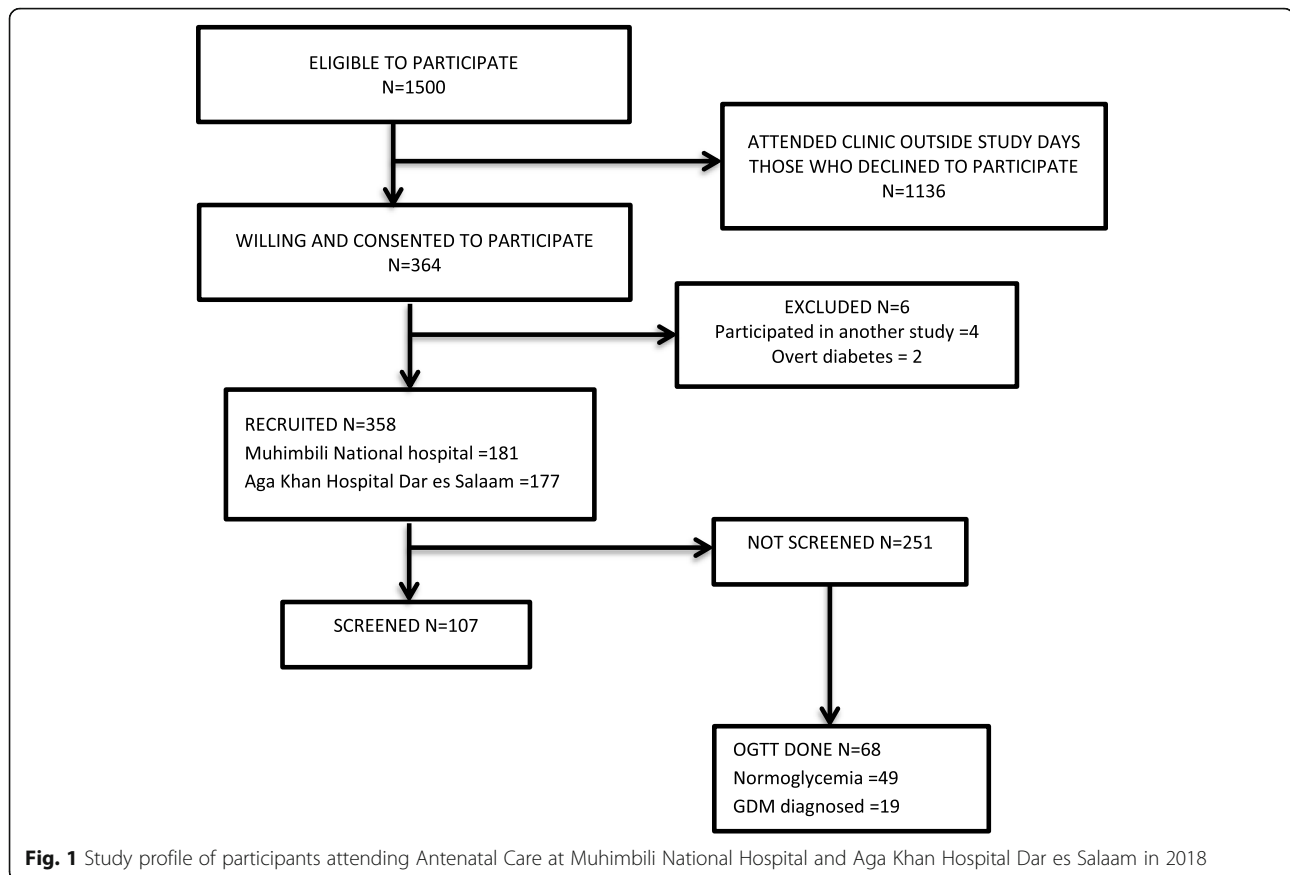 ELIGIBLE TO PARTICIPATE
N=1500
ATTENDED CLINIC OUTSIDE STUDY DAYS
THOSE WHO DECLINED TO PARTICIPATE
N=1136
WILLING AND CONSENTED TO PARTICIPATE
N=364
EXCLUDED N=6
Participated in another study =4
Overt diabetes = 2
RECRUITED N=358
Muhimbili National hospital =181
Aga Khan Hospital Dar es Salaam =177
NOT SCREENED N=251
SCREENED N=107
OGTT DONE N=68
Normoglycemia =49
GDM diagnosed =19
Fig. 1 Study profile of participants attending Antenatal Care at Muhimbili National Hospital and Aga Khan Hospital Dar es Salaam in 2018